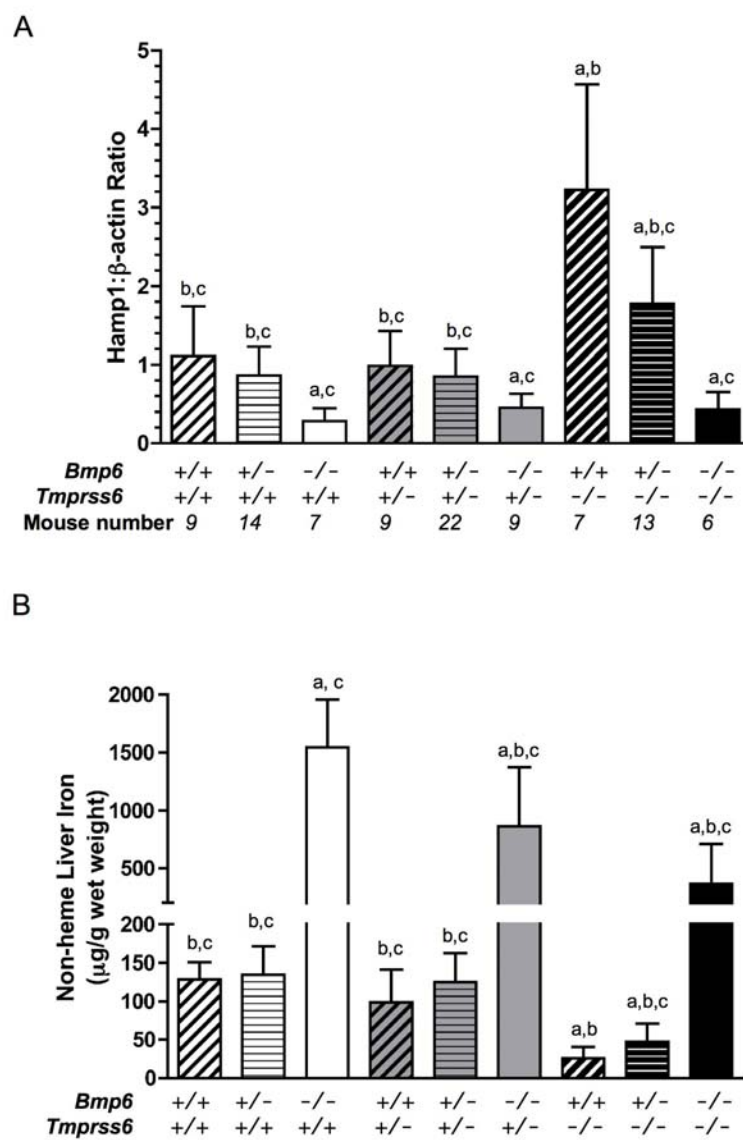 A
Hamp1:β-actin Ratio
5
4
3
2
1
0
b,c b,c a,c b,c b,c a,c a,b a,b,c a,c
Bmp6 +/+ +/- -/- +/+ +/- -/- +/+ +/- -/-
Tmprss6 +/+ +/+ +/+ +/- +/- +/- -/- -/- -/-
Mouse number 9 14 7 9 22 9 7 13 6
B
Non-heme Liver Iron
(μg/g wet weight)
2000
1500
1000
500
200
150
100
50
0
b,c b,c a, c b,c b,c a,b,c a,b a,b,c a,b,c
Bmp6 +/+ +/- -/- +/+ +/- -/- +/+ +/- -/-
Tmprss6 +/+ +/+ +/+ +/- +/- +/- -/- -/- -/-